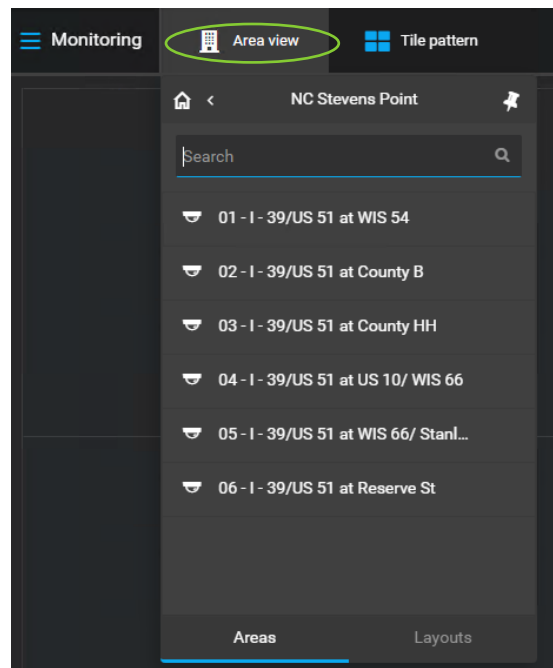 Monitoring
Area view
Tile pattern
NC Stevens Point
Search
01 - I - 39/US 51 at WIS 54
02 - I - 39/US 51 at County B
03 - I - 39/US 51 at County HH
04 - I - 39/US 51 at US 10/ WIS 66
05 - I - 39/US 51 at WIS 66/ Stanl...
06 - I - 39/US 51 at Reserve St
Areas
Layouts